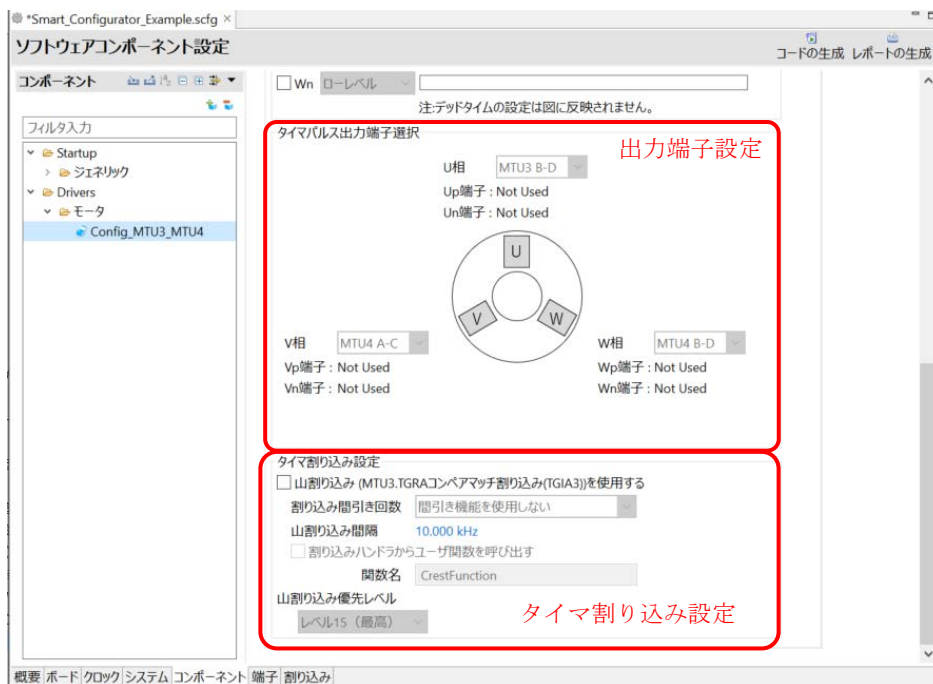 *Smart_Configurator_Example.scfg
ソフトウェアコンポーネント設定
コードの生成 レポートの生成
コンポーネント
フィルタ入力
Startup
ジェネリック
Drivers
モータ
Config_MTU3_MTU4
Wn ローレベル
注:デッドタイムの設定は図に反映されません。
タイマパルス出力端子選択
出力端子設定
U相 MTU3 B-D
Up端子 : Not Used
Un端子 : Not Used
U
V
W
V相 MTU4 A-C
Vp端子 : Not Used
Vn端子 : Not Used
W相 MTU4 B-D
Wp端子 : Not Used
Wn端子 : Not Used
タイマ割り込み設定
山割り込み (MTU3.TGRAコンペアマッチ割り込み(TGIA3))を使用する
割り込み間引き回数 間引き機能を使用しない
山割り込み間隔 10.000 kHz
割り込みハンドラからユーザ関数を呼び出す
関数名 CrestFunction
山割り込み優先レベル
レベル15（最高）
タイマ割り込み設定
概要 ボード クロック システム コンポーネント 端子 割り込み